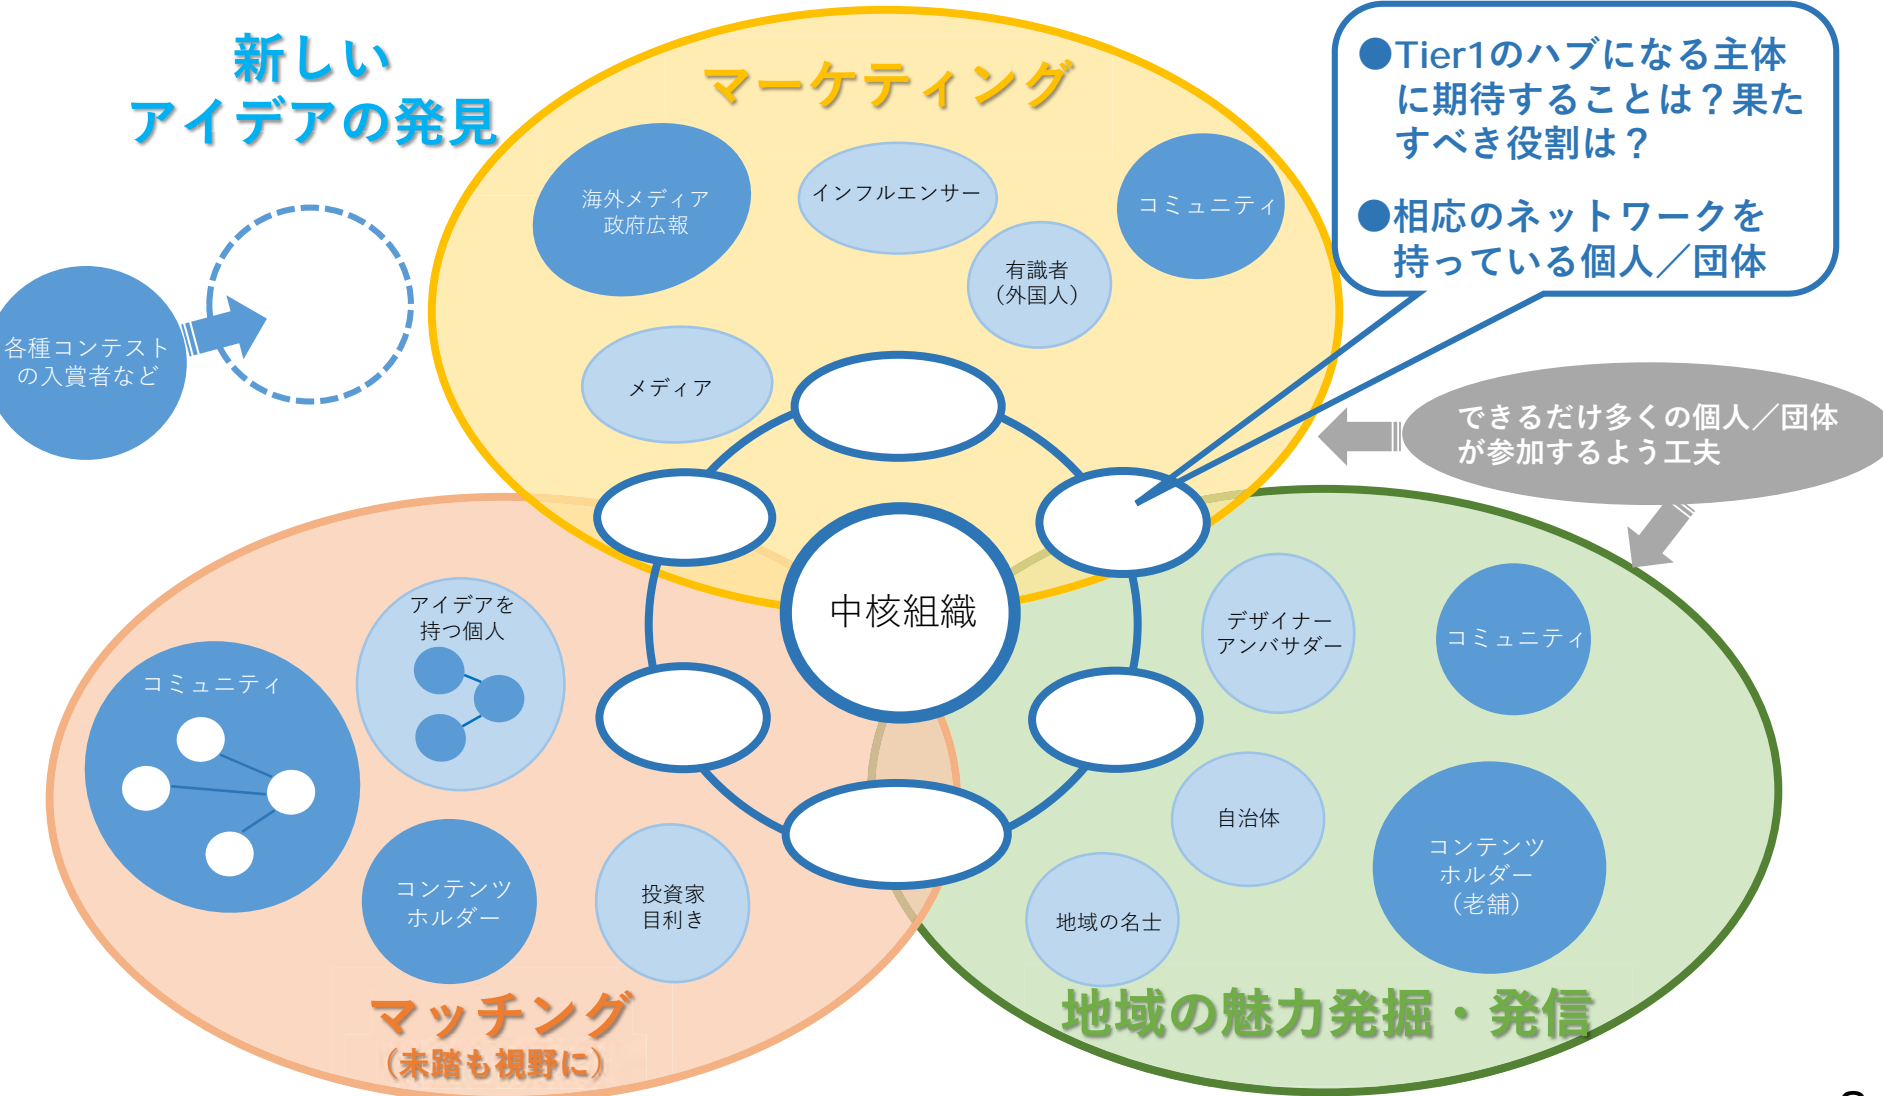 新しい
アイデアの発見
マーケティング
●Tier1のハブになる主体
に期待することは？果た
すべき役割は？
●相応のネットワークを
持っている個人／団体
海外メディア
政府広報
インフルエンサー
コミュニティ
有識者
（外国人）
メディア
各種コンテスト
の入賞者など
できるだけ多くの個人／団体
が参加するよう工夫
中核組織
アイデアを
持つ個人
コミュニティ
コンテンツ
ホルダー
投資家
目利き
マッチング
（未踏も視野に）
デザイナー
アンバサダー
コミュニティ
自治体
コンテンツ
ホルダー
（老舗）
地域の名士
地域の魅力発掘・発信